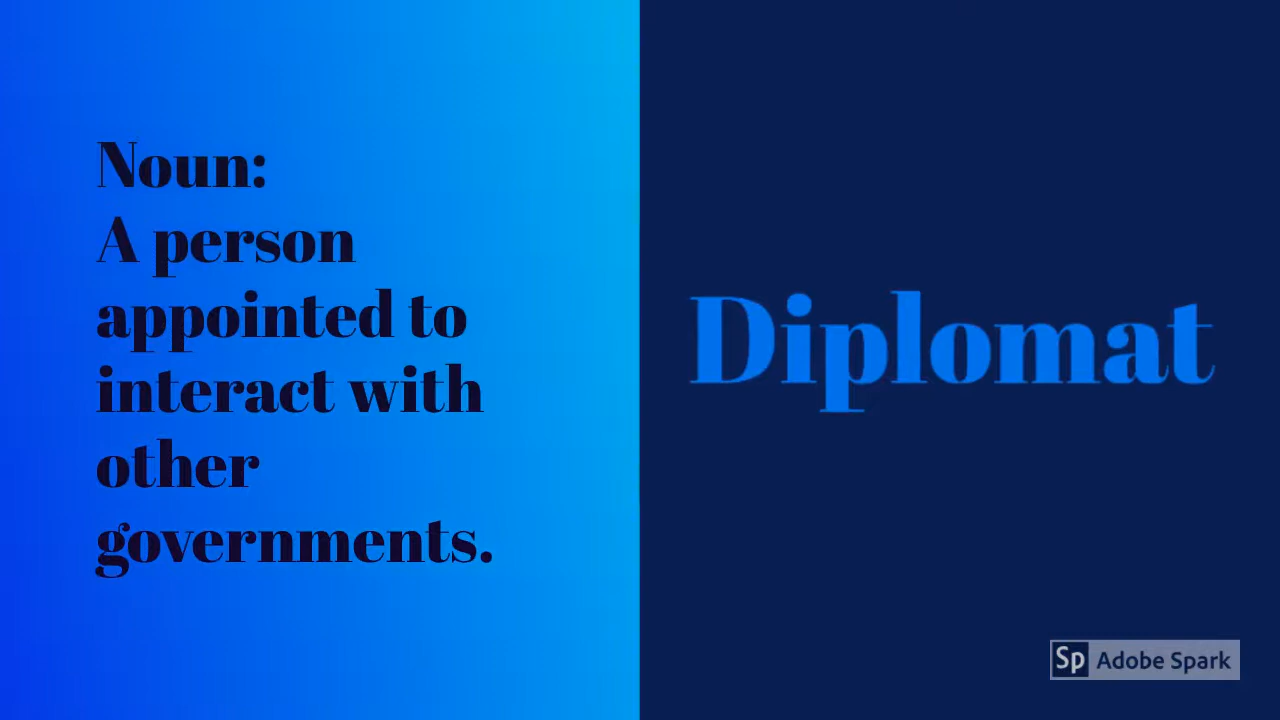 Noun:
A person
appointed to
interact with
other
governments.
Diplomat
Sp Adobe Spark